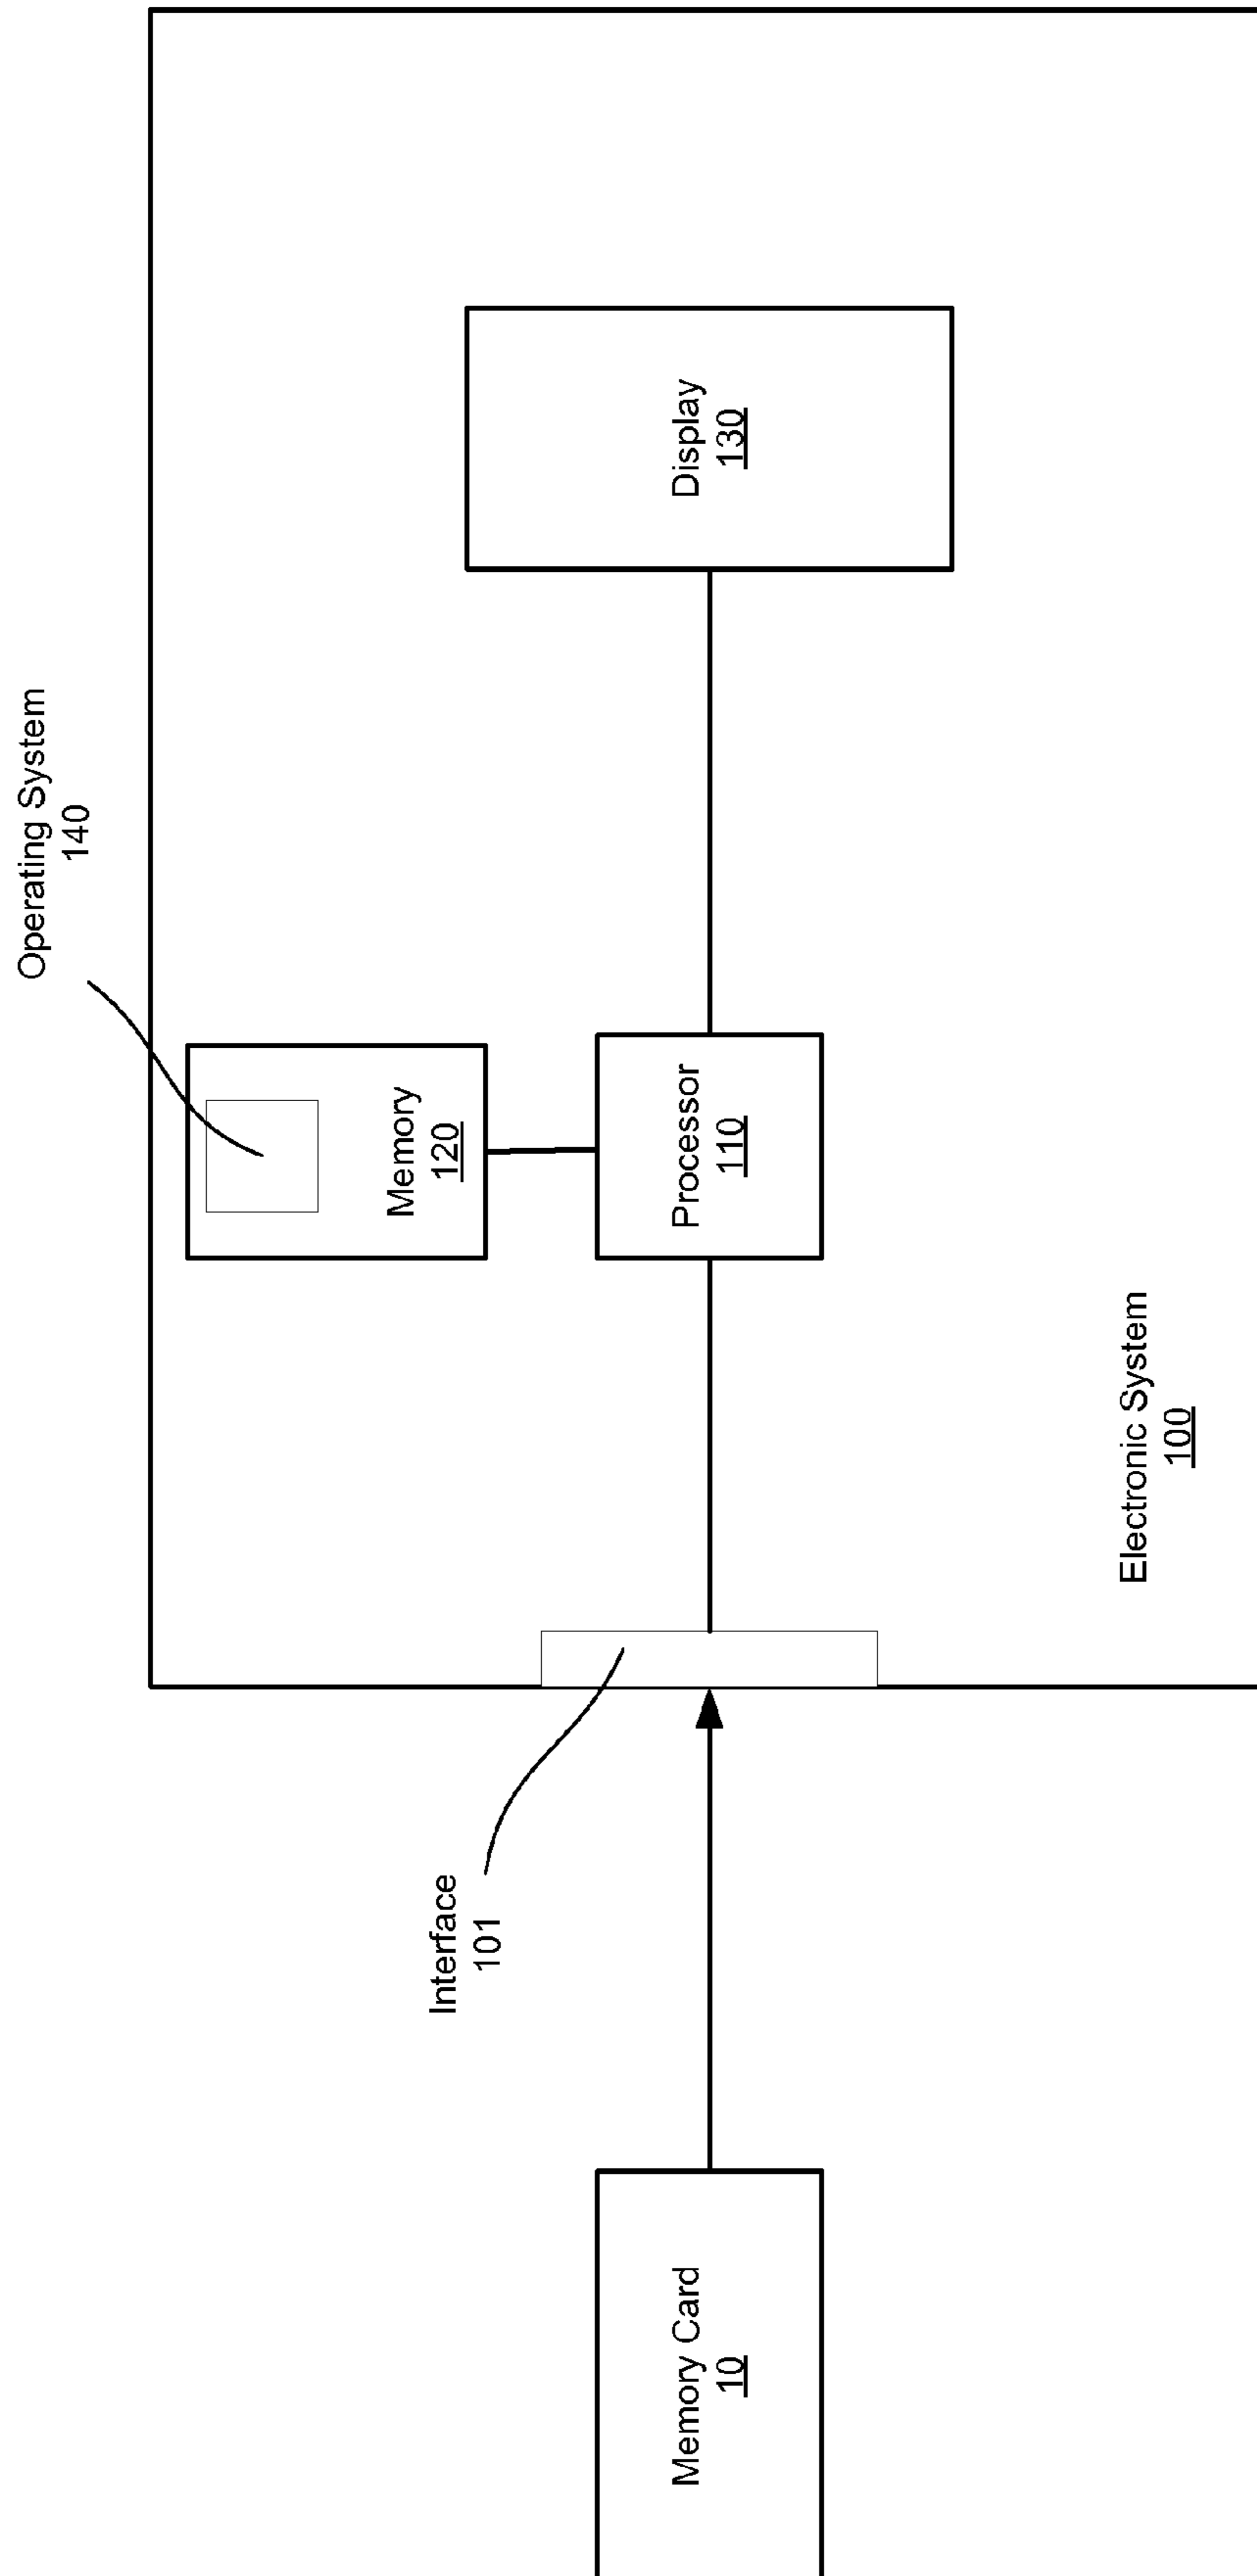 Operating System
140
Memory
120
Display
130
Processor
110
Interface
101
Memory Card
10
Electronic System
100